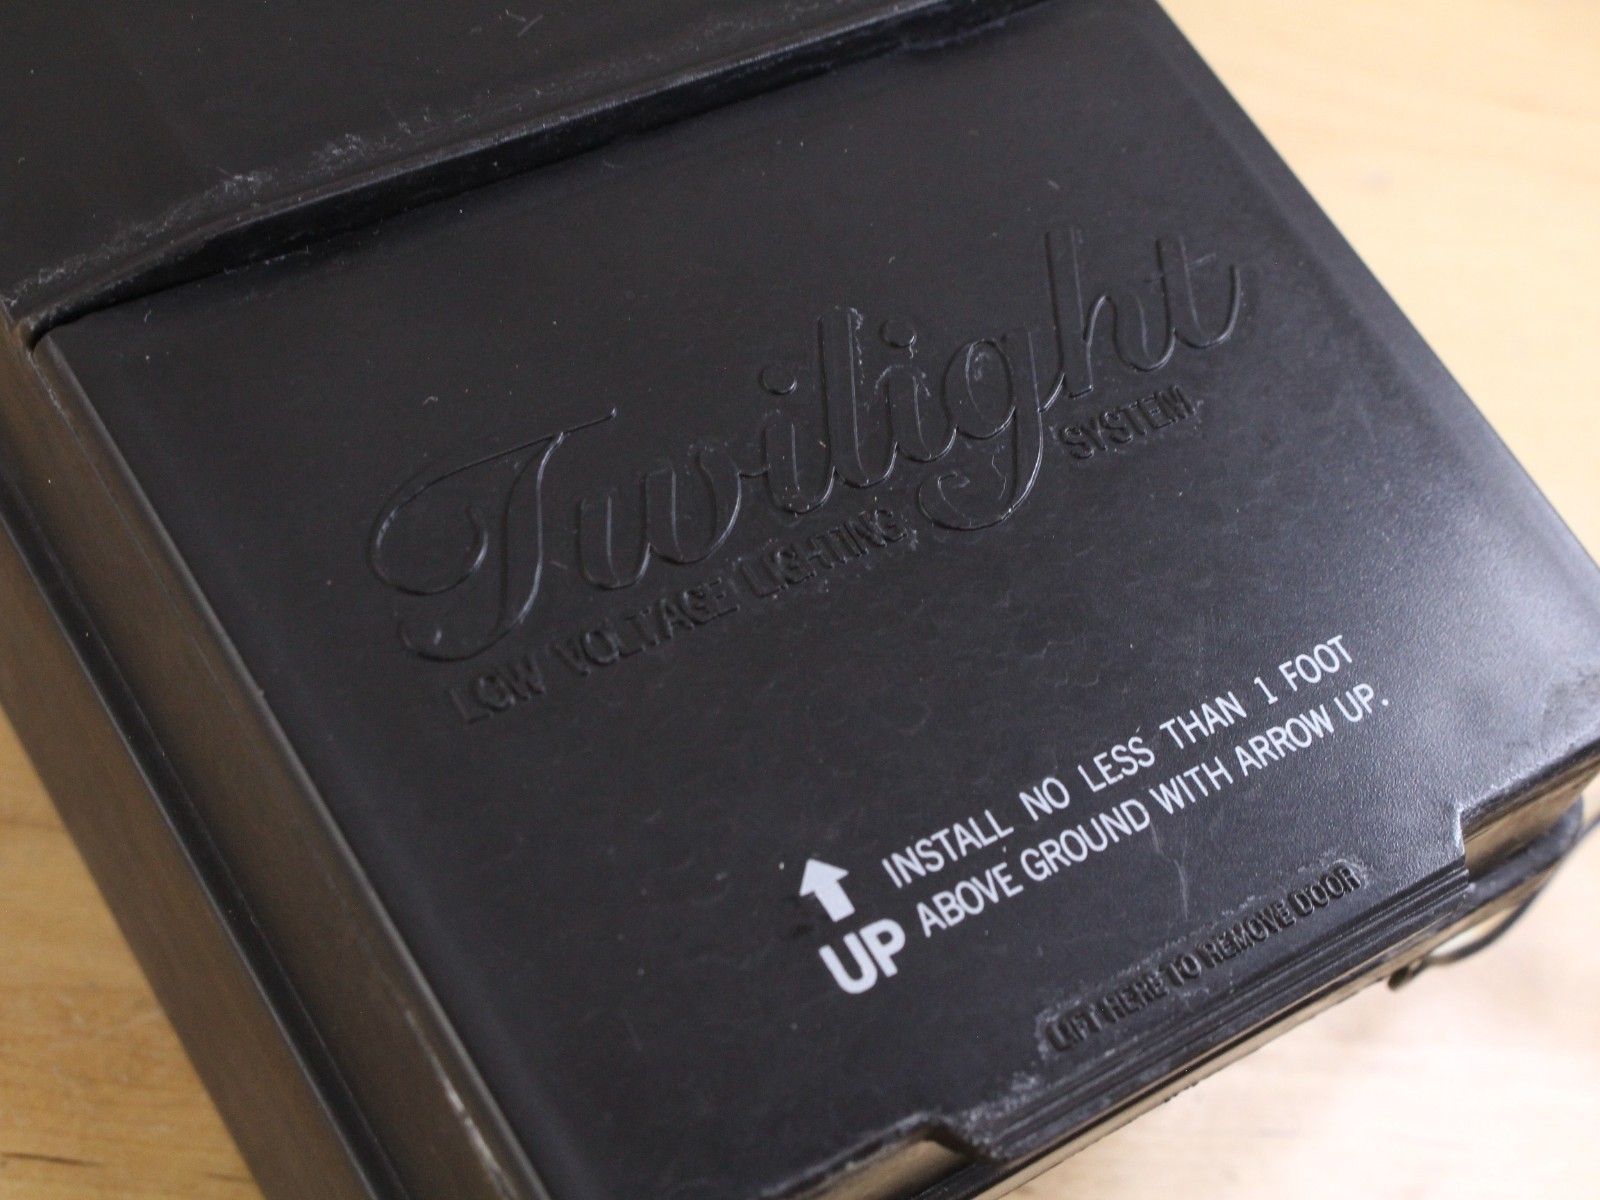 Twilight
LOW VOLTAGE LIGHTING SYSTEM
INSTALL NO LESS THAN 1 FOOT
UP ABOVE GROUND WITH ARROW UP.
LIFT HERE TO REMOVE DOOR